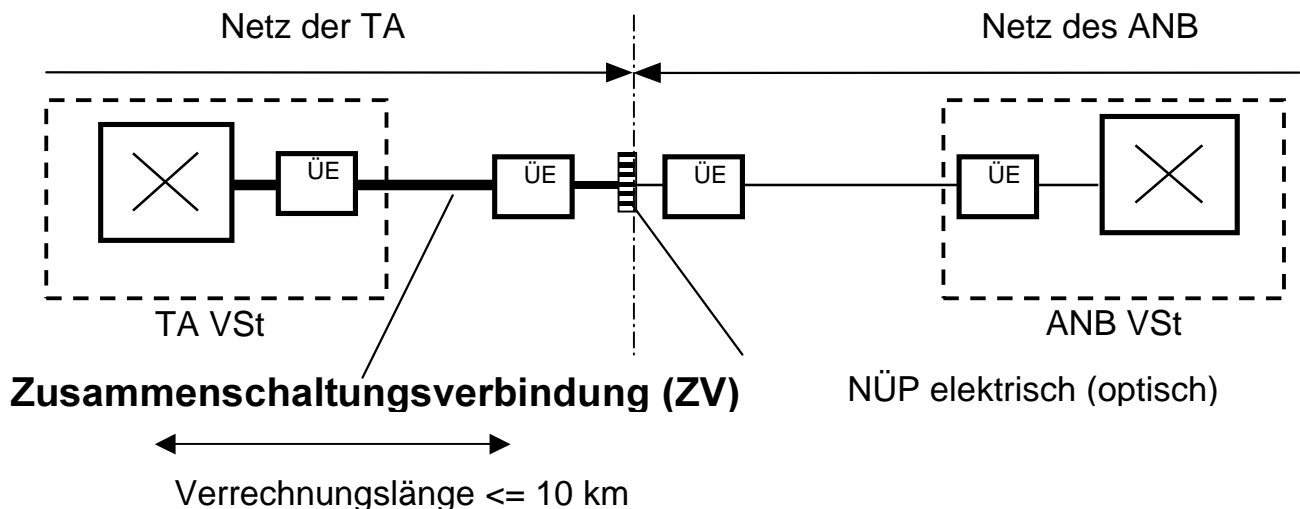 Netz der TA
Netz des ANB
ÜE
ÜE
ÜE
ÜE
TA VSt
ANB VSt
Zusammenschaltungsverbindung (ZV)
NÜP elektrisch (optisch)
Verrechnungslänge <= 10 km